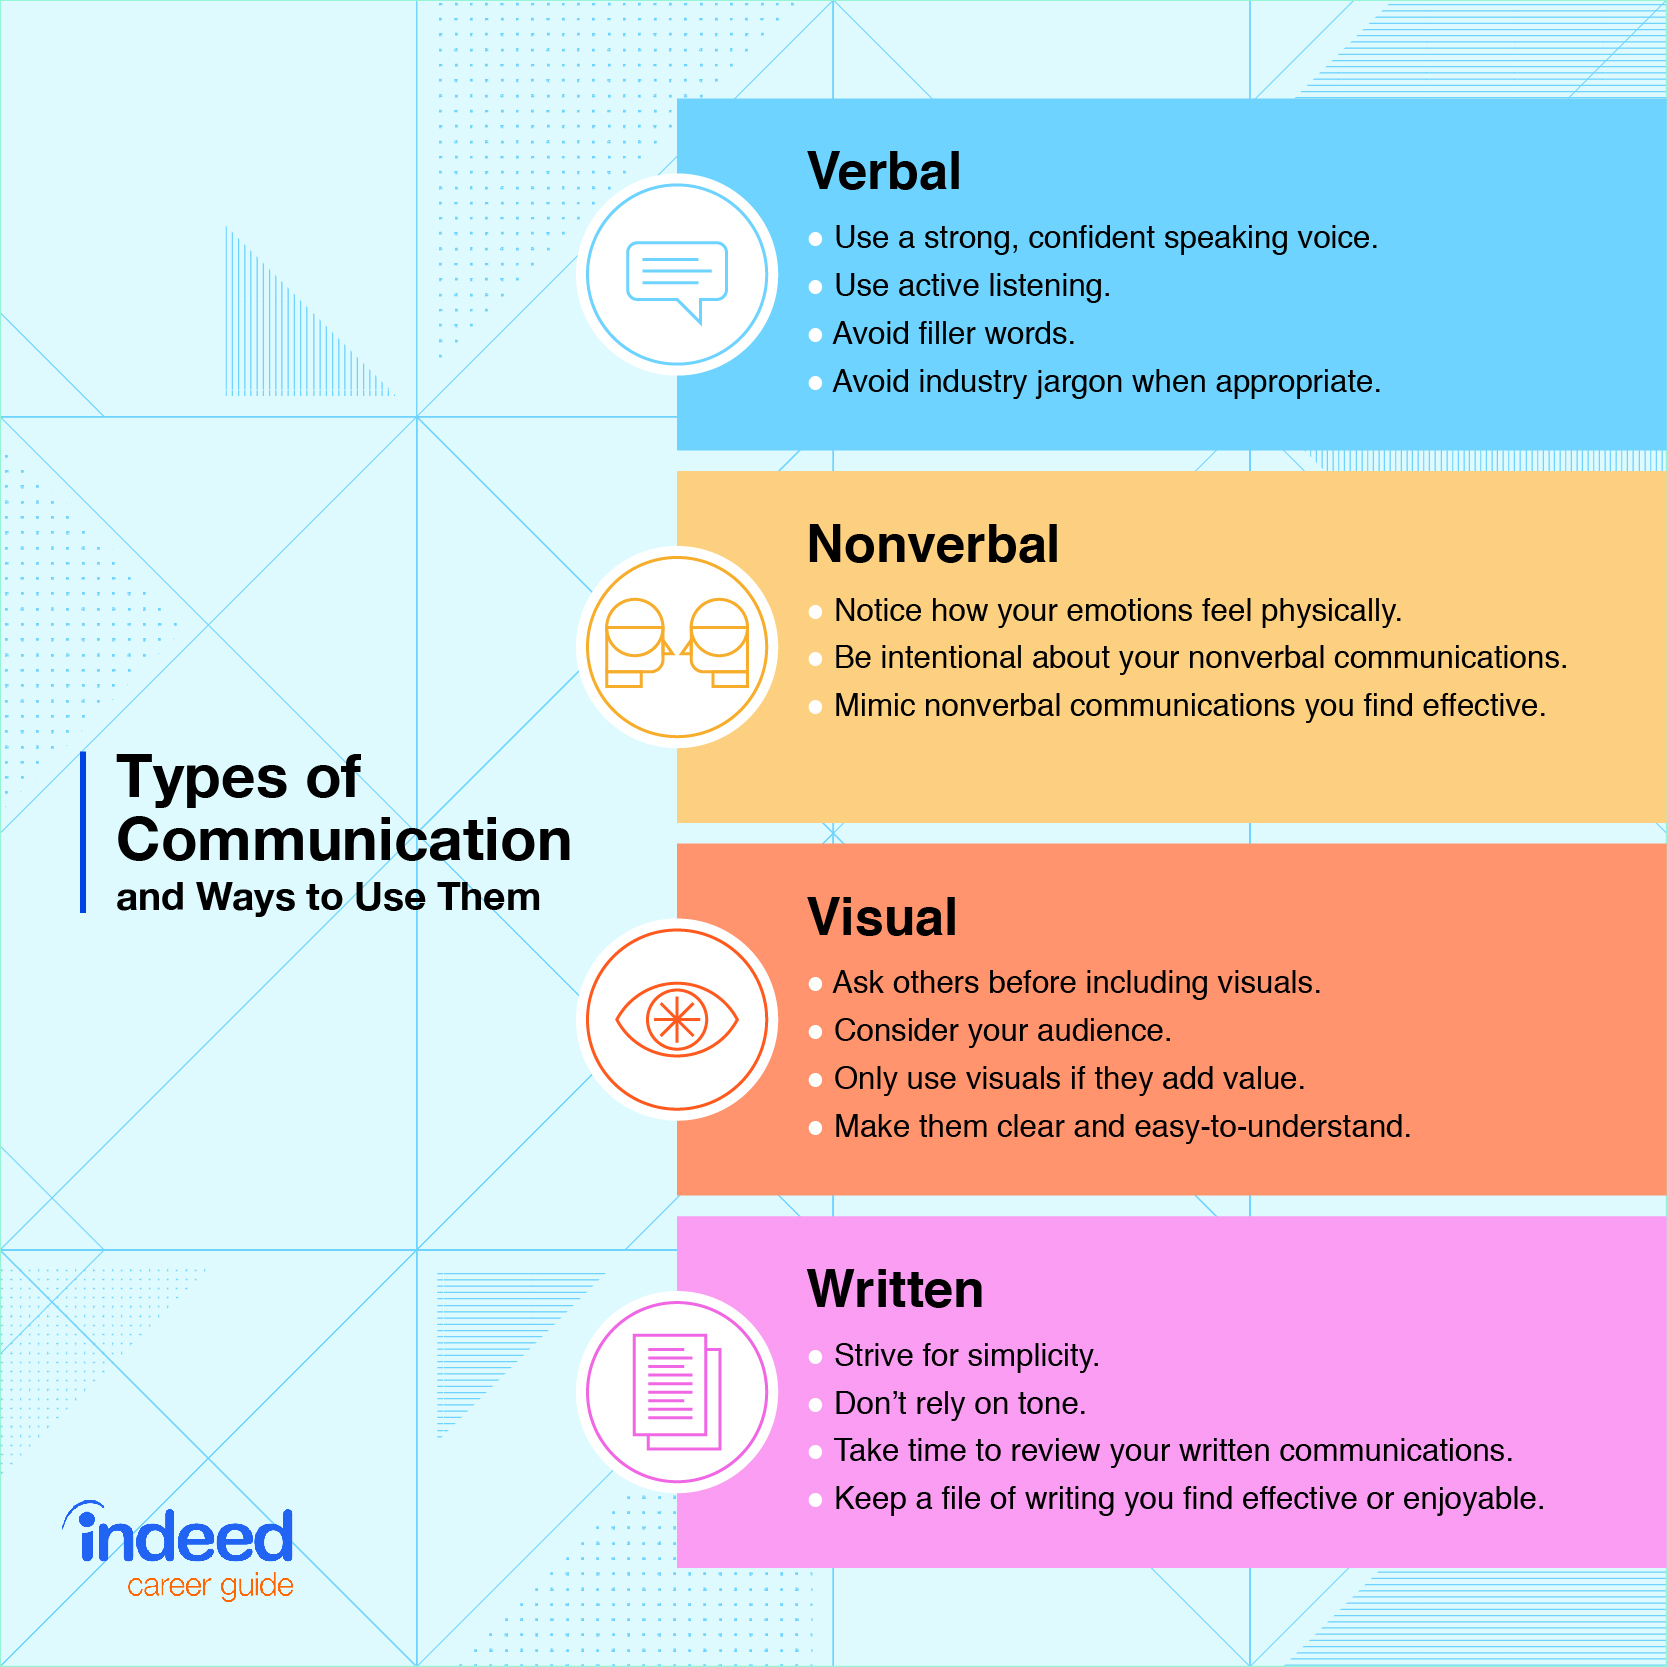 Types of
Communication
and Ways to Use Them
Verbal
Use a strong, confident speaking voice.
Use active listening.
Avoid filler words.
Avoid industry jargon when appropriate.
Nonverbal
Notice how your emotions feel physically.
Be intentional about your nonverbal communications.
Mimic nonverbal communications you find effective.
Visual
Ask others before including visuals.
Consider your audience.
Only use visuals if they add value.
Make them clear and easy-to-understand.
Written
Strive for simplicity.
Don’t rely on tone.
Take time to review your written communications.
Keep a file of writing you find effective or enjoyable.
indeed
career guide